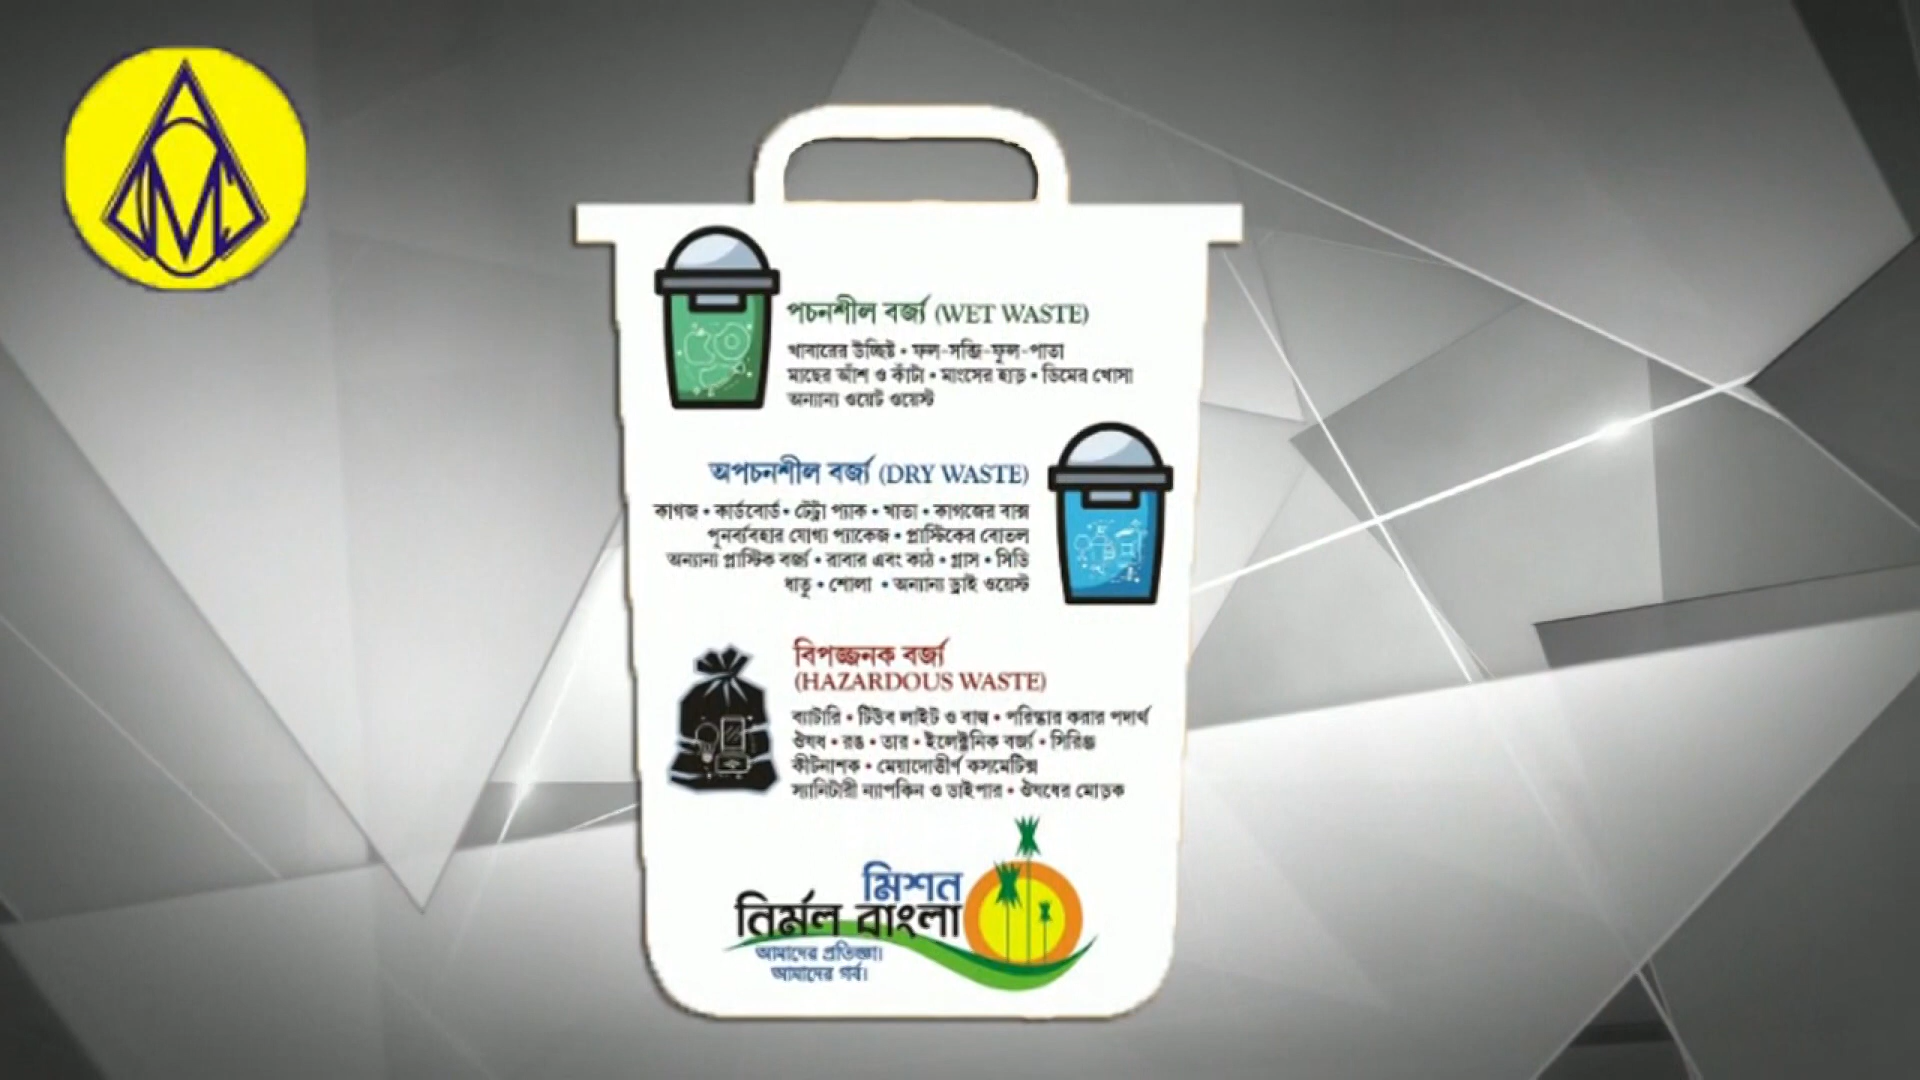 পচনশীল বর্জ্য (WET WASTE)
খাবারের উচ্ছিষ্ট • ফল-সব্জি-ফুল-পাতা
মাছের আঁশ ও কাঁটা • মাংসের হাড় • ডিমের খোসা
অন্যান্য ওয়েট ওয়েস্ট
অপচনশীল বর্জ্য (DRY WASTE)
কাগজ • কার্ডবোর্ড • টেট্রা প্যাক • খাতা • কাগজের বাক্স
পূনর্ব্যবহার যোগ্য প্যাকেজ • প্লাস্টিকের বোতল
অন্যান্য প্লাস্টিক বর্জ্য • রাবার এবং কাঠ • গ্লাস • সিডি
ধাতু • শোলা • অন্যান্য ড্রাই ওয়েস্ট
বিপজ্জনক বর্জ্য
(HAZARDOUS WASTE)
ব্যাটারি • টিউব লাইট ও বাল্ব • পরিস্কার করার পদার্থ
ঔষধ • রঙ • তার • ইলেক্ট্রনিক বর্জ্য • সিরিঞ্জ
কীটনাশক • মেয়াদোত্তীর্ণ কসমেটিক্স
স্যানিটারী ন্যাপকিন ও ডাইপার • ঔষধের মোড়ক
মিশন
নির্মল বাংলা
আমাদের প্রতিজ্ঞা।
আমাদের গর্ব।